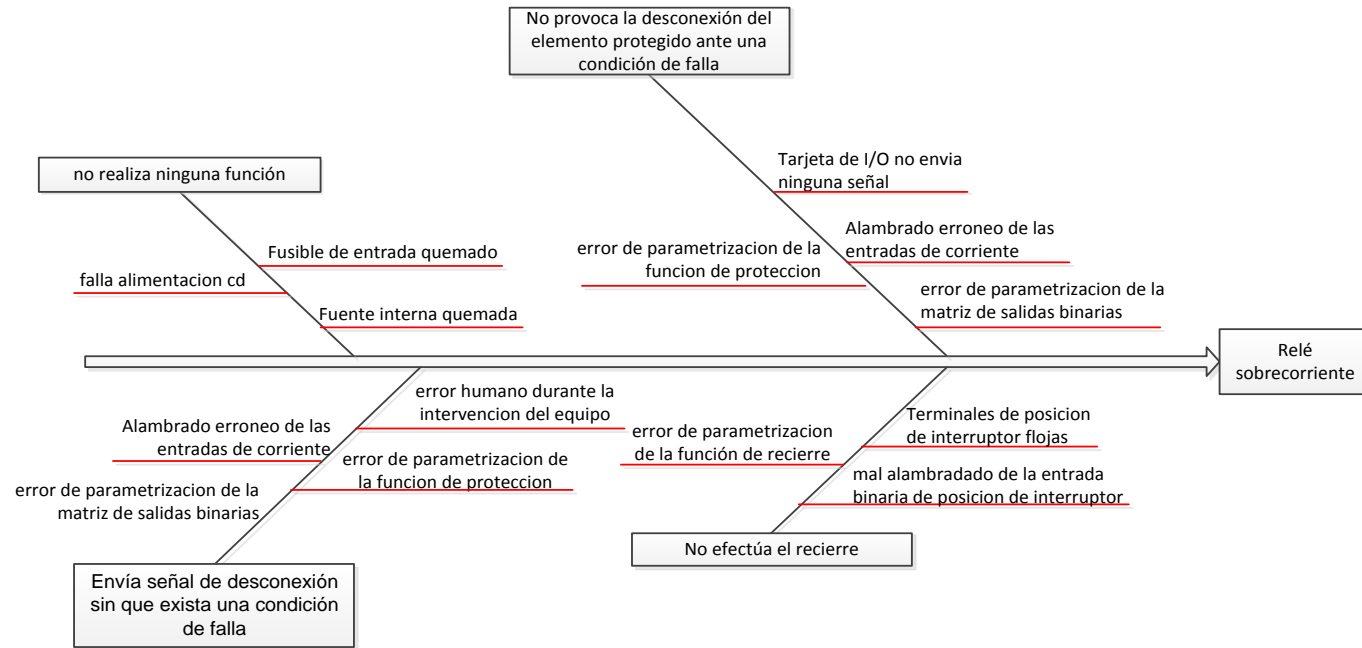 No provoca la desconexión del
elemento protegido ante una
condición de falla
no realiza ninguna función
Tarjeta de I/O no envia
ninguna señal
Fusible de entrada quemado
error de parametrizacion de la
funcion de proteccion
Alambrado erroneo de las
entradas de corriente
falla alimentacion cd
Fuente interna quemada
error de parametrizacion de la
matriz de salidas binarias
Relé
sobrecorriente
error humano durante la
intervencion del equipo
Alambrado erroneo de las
entradas de corriente
error de parametrizacion de
la funcion de proteccion
error de parametrizacion de la
matriz de salidas binarias
error de parametrizacion
de la función de recierre
Terminales de posicion
de interruptor flojas
mal alambradado de la entrada
binaria de posicion de interruptor
No efectúa el recierre
Envía señal de desconexión
sin que exista una condición
de falla